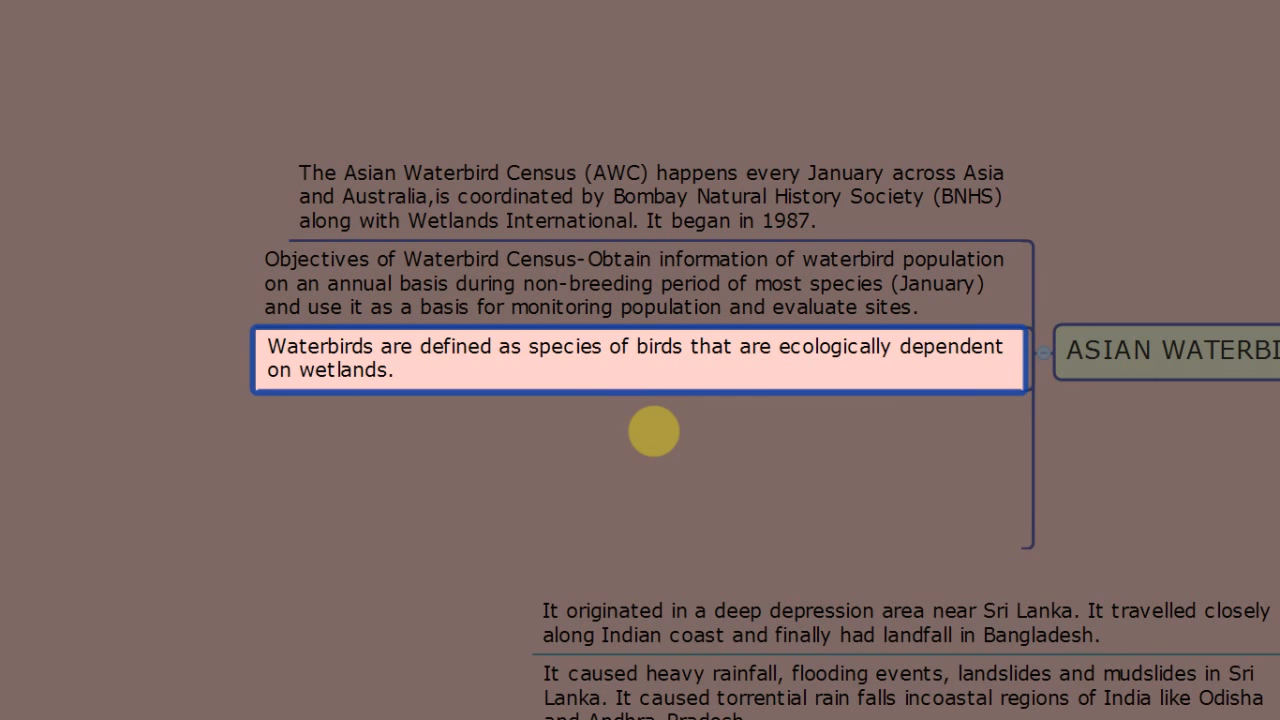 The Asian Waterbird Census (AWC) happens every January across Asia
and Australia,is coordinated by Bombay Natural History Society (BNHS)
along with Wetlands International. It began in 1987.
Objectives of Waterbird Census-Obtain information of waterbird population
on an annual basis during non-breeding period of most species (January)
and use it as a basis for monitoring population and evaluate sites.
Waterbirds are defined as species of birds that are ecologically dependent
on wetlands.
ASIAN WATERBI
It originated in a deep depression area near Sri Lanka. It travelled closely
along Indian coast and finally had landfall in Bangladesh.
It caused heavy rainfall, flooding events, landslides and mudslides in Sri
Lanka. It caused torrential rain falls incoastal regions of India like Odisha
and Andhra Pradesh